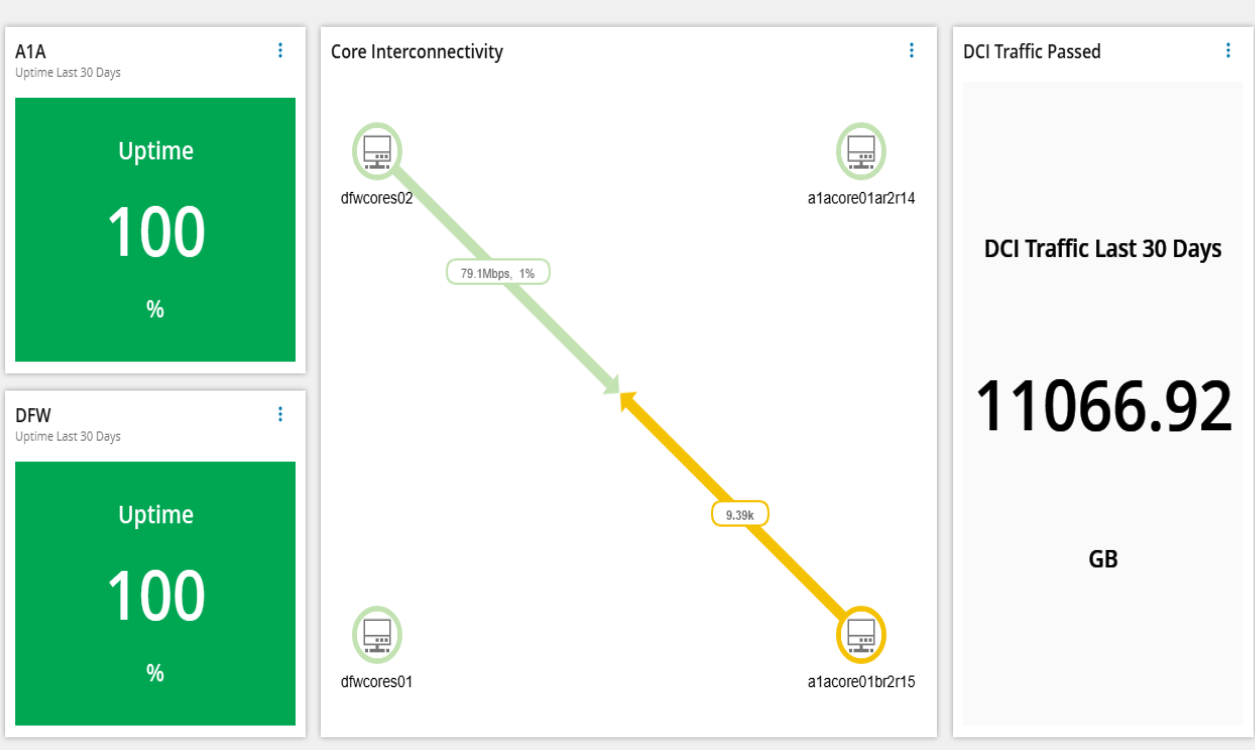 A1A
Uptime Last 30 Days
Uptime
100
%
DFW
Uptime Last 30 Days
Uptime
100
%
Core Interconnectivity
dfwcores02
a1acore01ar2r14
79.1Mbps, 1%
9.39k
dfwcores01
a1acore01br2r15
DCI Traffic Passed
DCI Traffic Last 30 Days
11066.92
GB